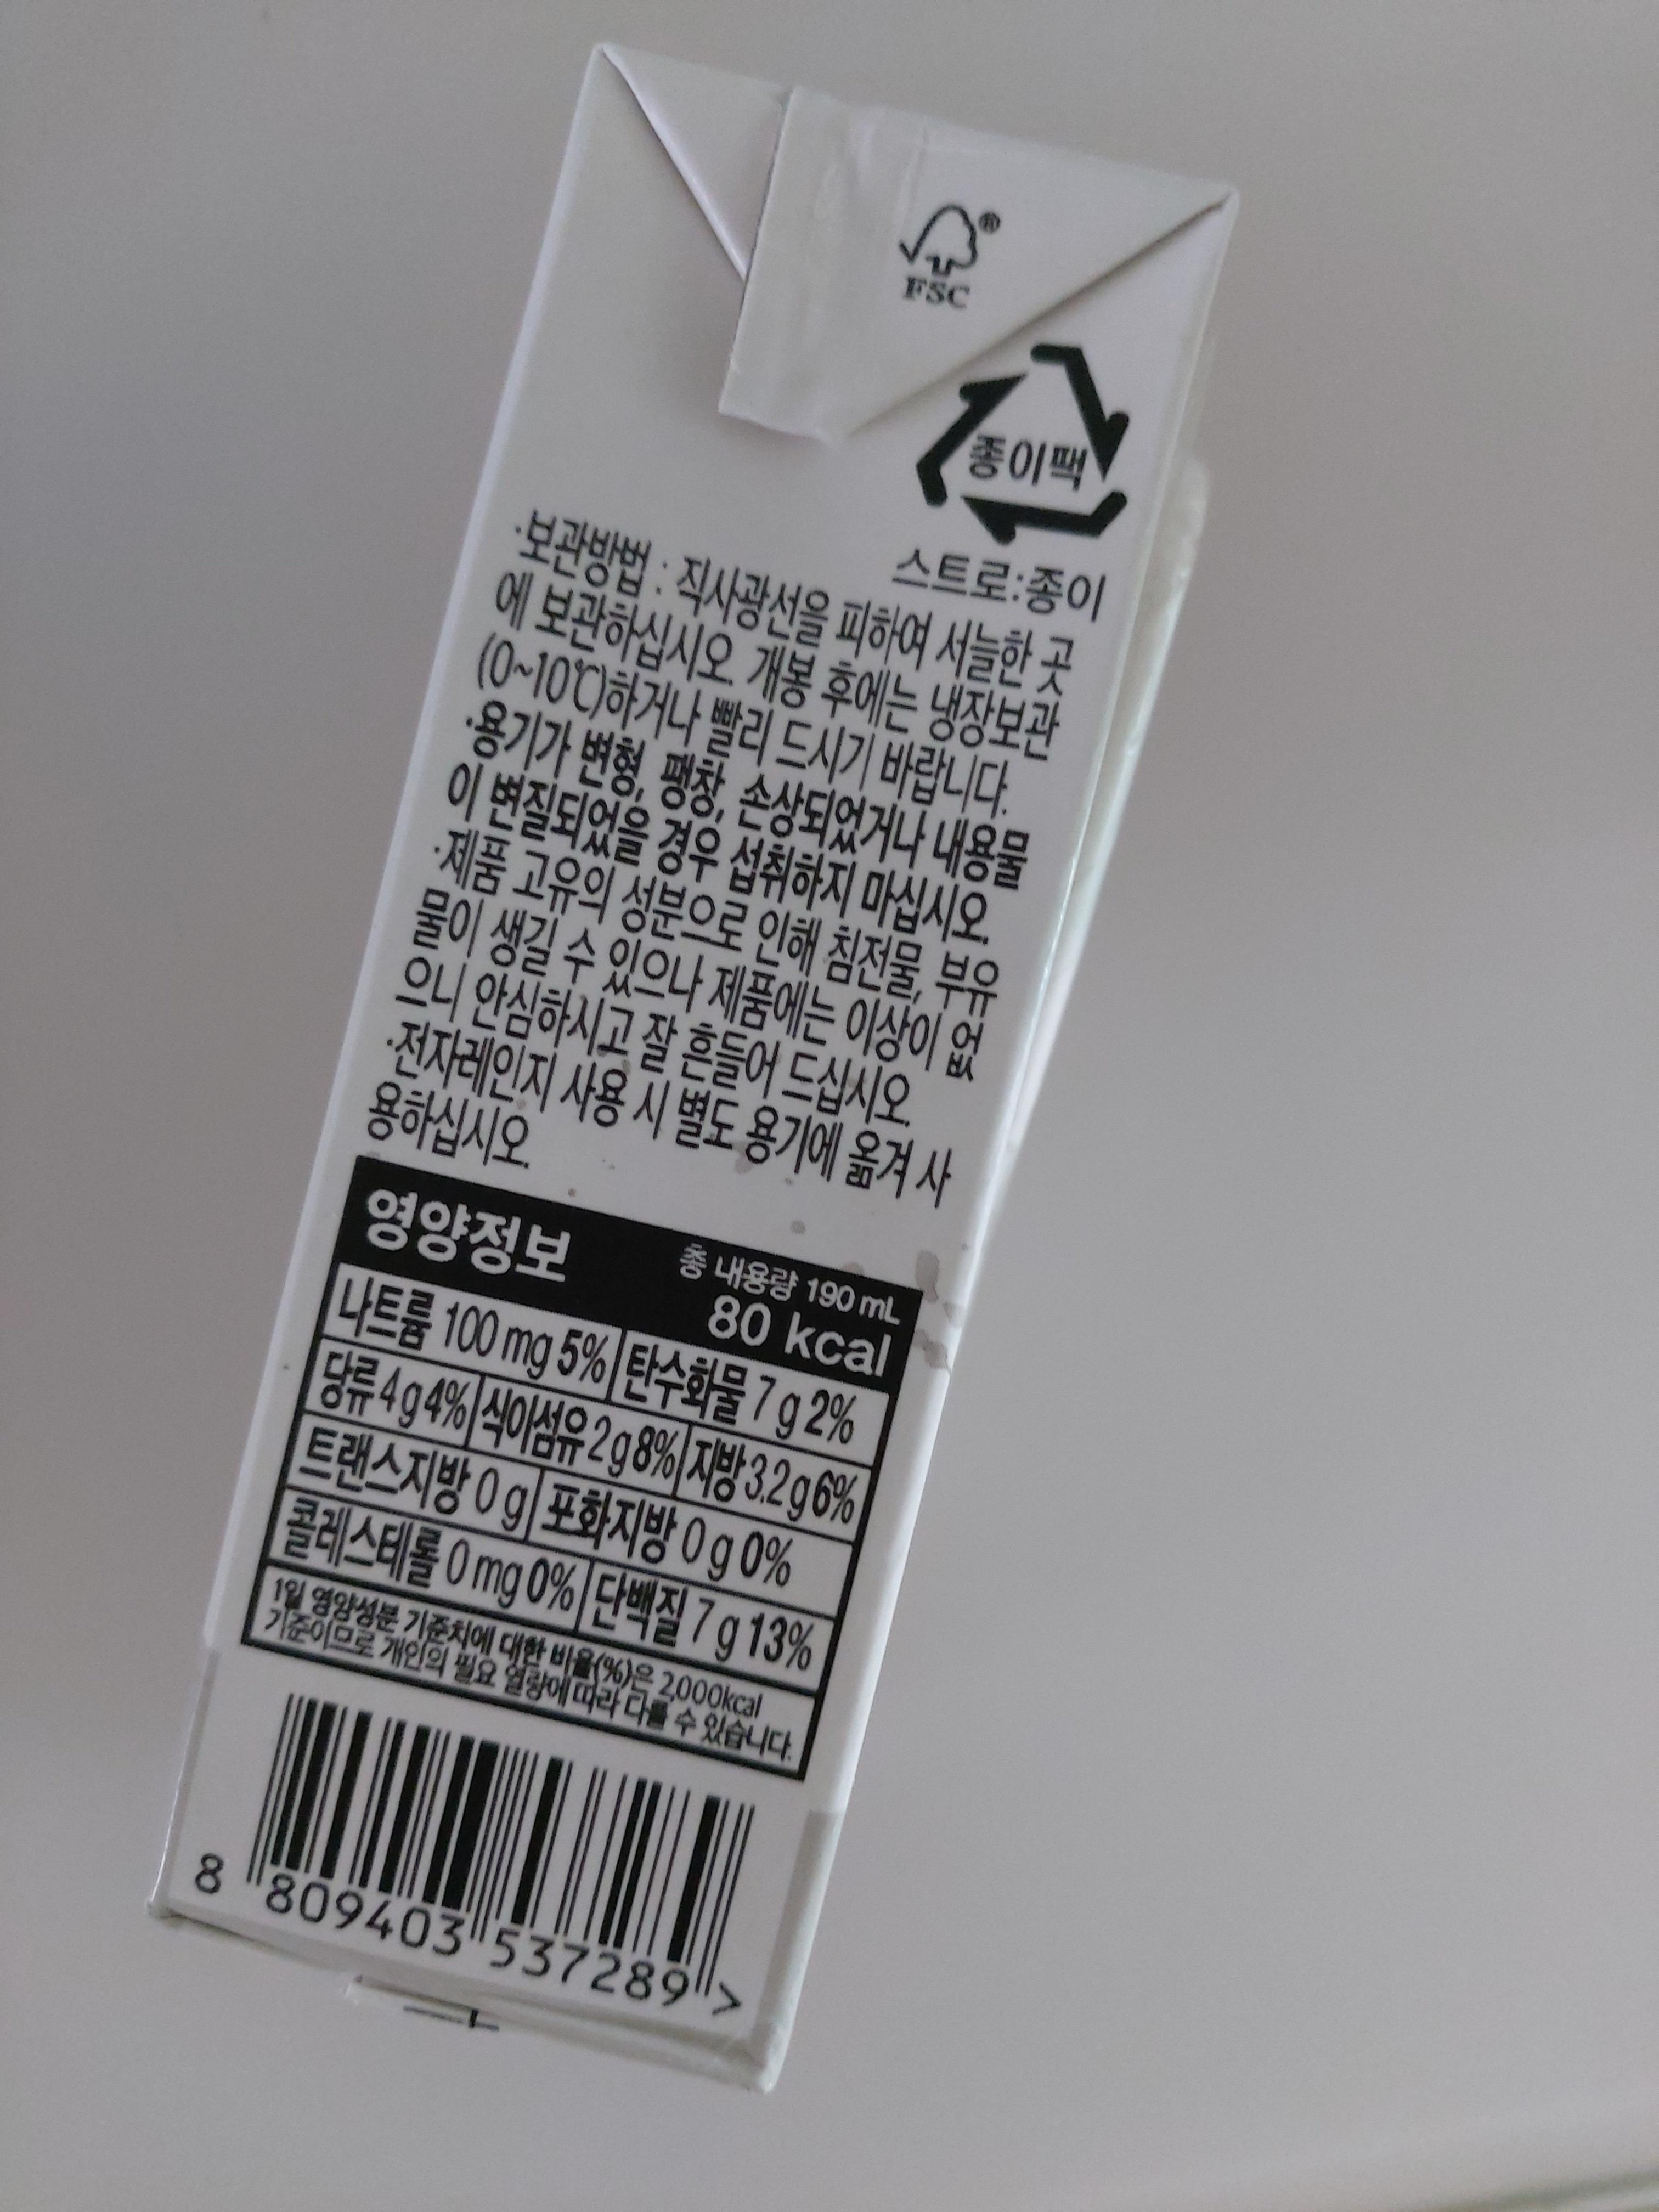 FSC®
종이팩
스트로:종이
·보관방법 : 직사광선을 피하여 서늘한 곳
에 보관하십시오. 개봉 후에는 냉장보관
(0~10℃)하거나 빨리 드시기 바랍니다.
·용기가 변형, 팽창, 손상되었거나 내용물
이 변질되었을 경우 섭취하지 마십시오.
·제품 고유의 성분으로 인해 침전물, 부유
물이 생길 수 있으나 제품에는 이상이 없
으니 안심하시고 잘 흔들어 드십시오.
·전자레인지 사용 시 별도 용기에 옮겨 사
용하십시오.
영양정보 총 내용량 190 mL
80 kcal
나트륨 100 mg 5% 탄수화물 7 g 2%
당류 4 g 4% 식이섬유 2 g 8% 지방 3.2 g 6%
트랜스지방 0 g 포화지방 0 g 0%
콜레스테롤 0 mg 0% 단백질 7 g 13%
1일 영양성분 기준치에 대한 비율(%)은 2,000kcal
기준이므로 개인의 필요 열량에 따라 다를 수 있습니다.
8 809403 537289 >